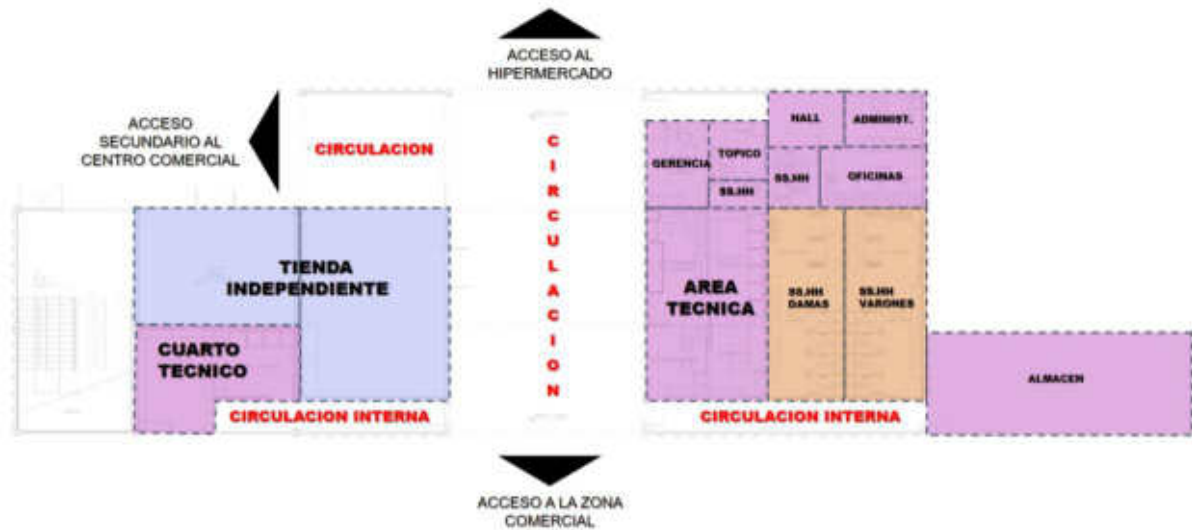 ACCESO AL
HIPERMERCADO
ACCESO
SECUNDARIO AL
CENTRO COMERCIAL
CIRCULACION
CIRCULACION
HALL
ADMINIST.
GERENCIA
TOPICO
SS.HH
SS.HH
OFICINAS
TIENDA
INDEPENDIENTE
AREA
TECNICA
SS.HH
DAMAS
SS.HH
VARONES
CUARTO
TECNICO
ALMACEN
CIRCULACION INTERNA
CIRCULACION INTERNA
ACCESO A LA ZONA
COMERCIAL